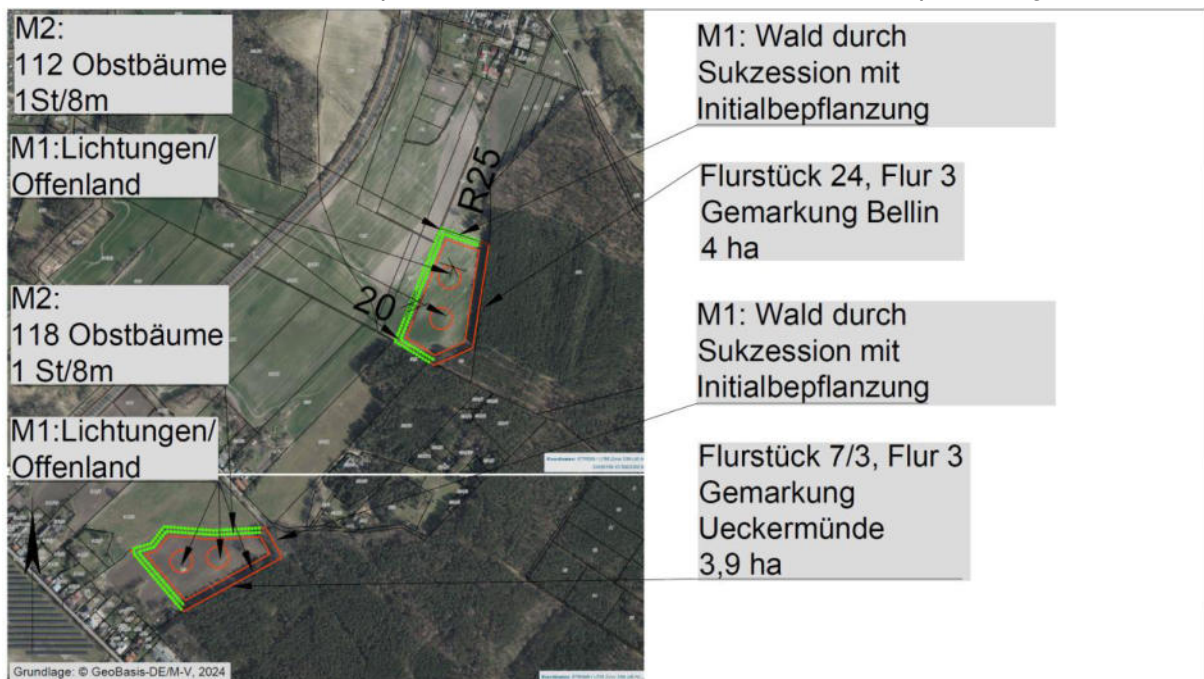 M2:
112 Obstbäume
1St/8m
M1:Lichtungen/
Offenland
M2:
118 Obstbäume
1 St/8m
M1:Lichtungen/
Offenland
R25
20
M1: Wald durch
Sukzession mit
Initialbepflanzung
Flurstück 24, Flur 3
Gemarkung Bellin
4 ha
M1: Wald durch
Sukzession mit
Initialbepflanzung
Flurstück 7/3, Flur 3
Gemarkung
Ueckermünde
3,9 ha
Grundlage: © GeoBasis-DE/M-V, 2024